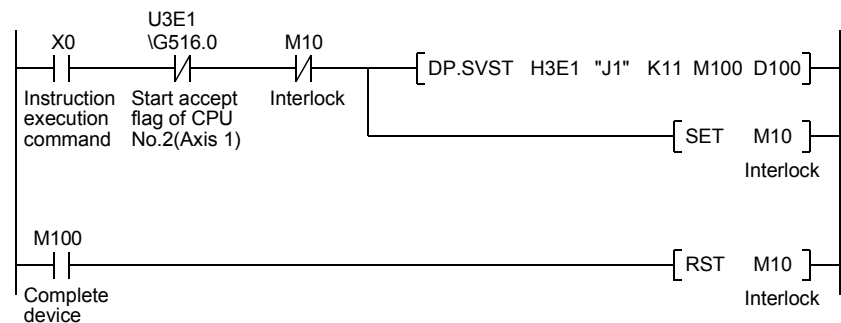 U3E1
X0 \G516.0 M10
DP.SVST H3E1 "J1" K11 M100 D100
Instruction execution command
Start accept flag of CPU No.2(Axis 1)
Interlock
SET M10
Interlock
M100
RST M10
Complete device
Interlock